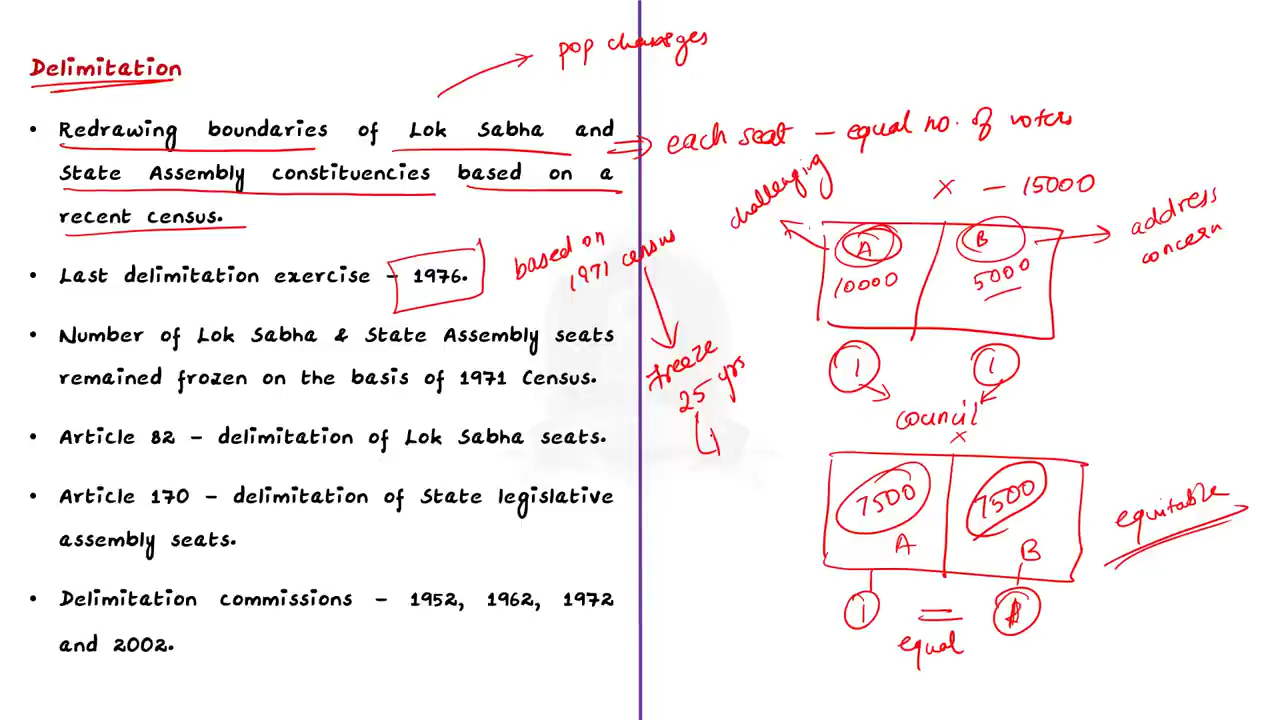 Delimitation
• Redrawing boundaries of Lok Sabha and
State Assembly constituencies based on a
recent census.
• Last delimitation exercise - 1976.
• Number of Lok Sabha & State Assembly seats
remained frozen on the basis of 1971 Census.
• Article 82 - delimitation of Lok Sabha seats.
• Article 170 - delimitation of State legislative
assembly seats.
• Delimitation commissions - 1952, 1962, 1972
and 2002.
pop changes
each seat - equal no. of voters
challenging
X - 15000
A
B
10000
5000
address
concern
based on
1971 census
freeze
25 yrs
1
1
council
X
7500
7500
A
B
equitable
1
=
equal